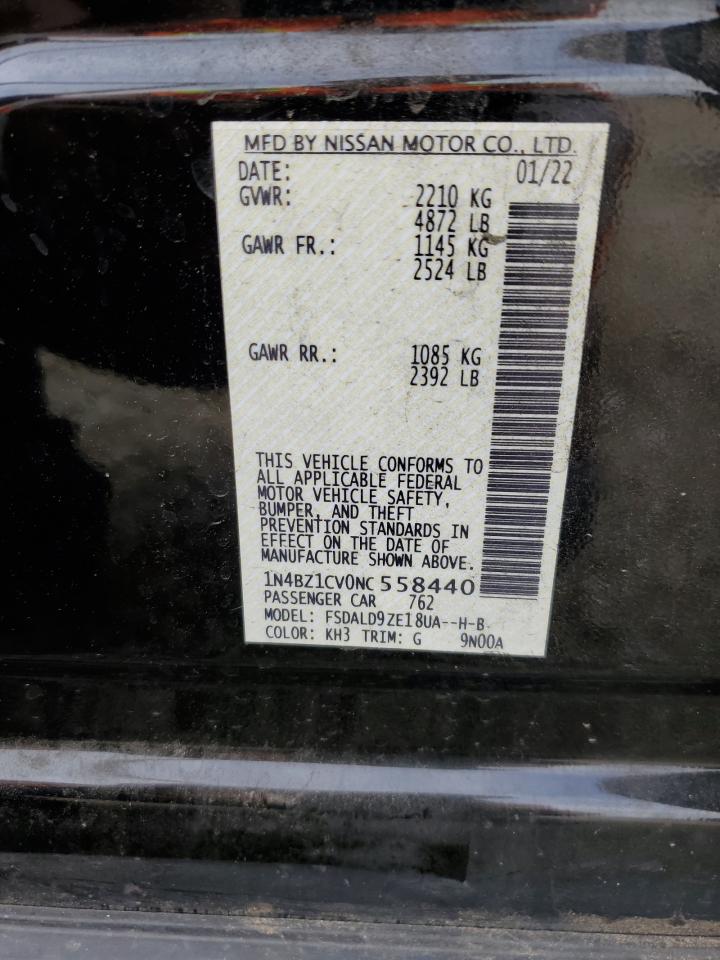 MFD BY NISSAN MOTOR CO., LTD.
DATE: 01/22
GVWR: 2210 KG
4872 LB
GAWR FR.: 1145 KG
2524 LB
GAWR RR.: 1085 KG
2392 LB
THIS VEHICLE CONFORMS TO
ALL APPLICABLE FEDERAL
MOTOR VEHICLE SAFETY,
BUMPER, AND THEFT
PREVENTION STANDARDS IN
EFFECT ON THE DATE OF
MANUFACTURE SHOWN ABOVE.
1N4BZ1CV0NC558440
PASSENGER CAR 762
MODEL: FSDALD9ZE18UA--H-B
COLOR: KH3 TRIM: G 9N00A